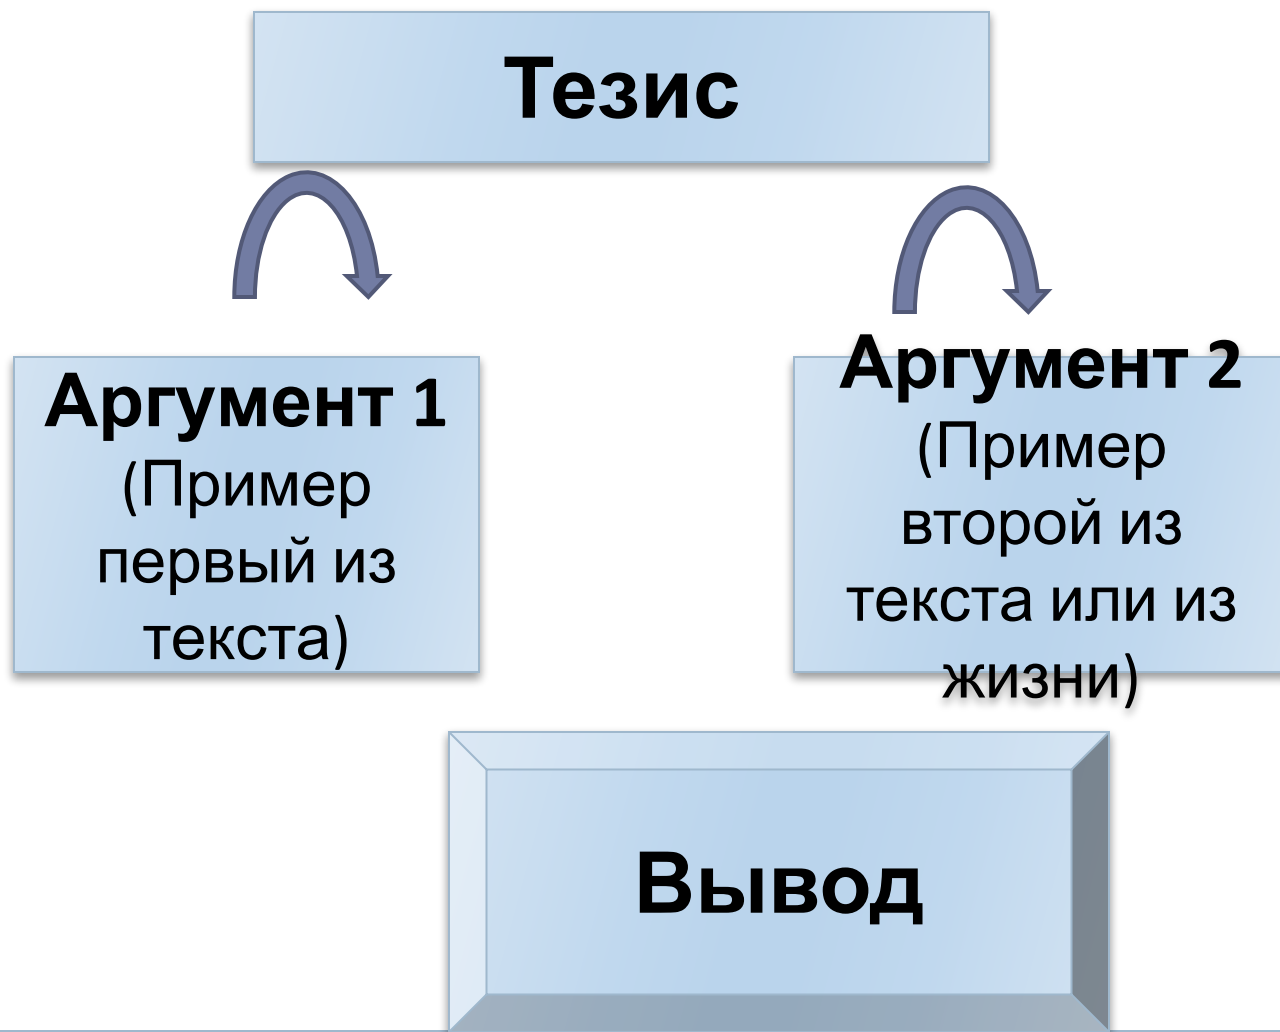 Тезис
Аргумент 1
(Пример
первый из
текста)
Аргумент 2
(Пример
второй из
текста или из
жизни)
Вывод